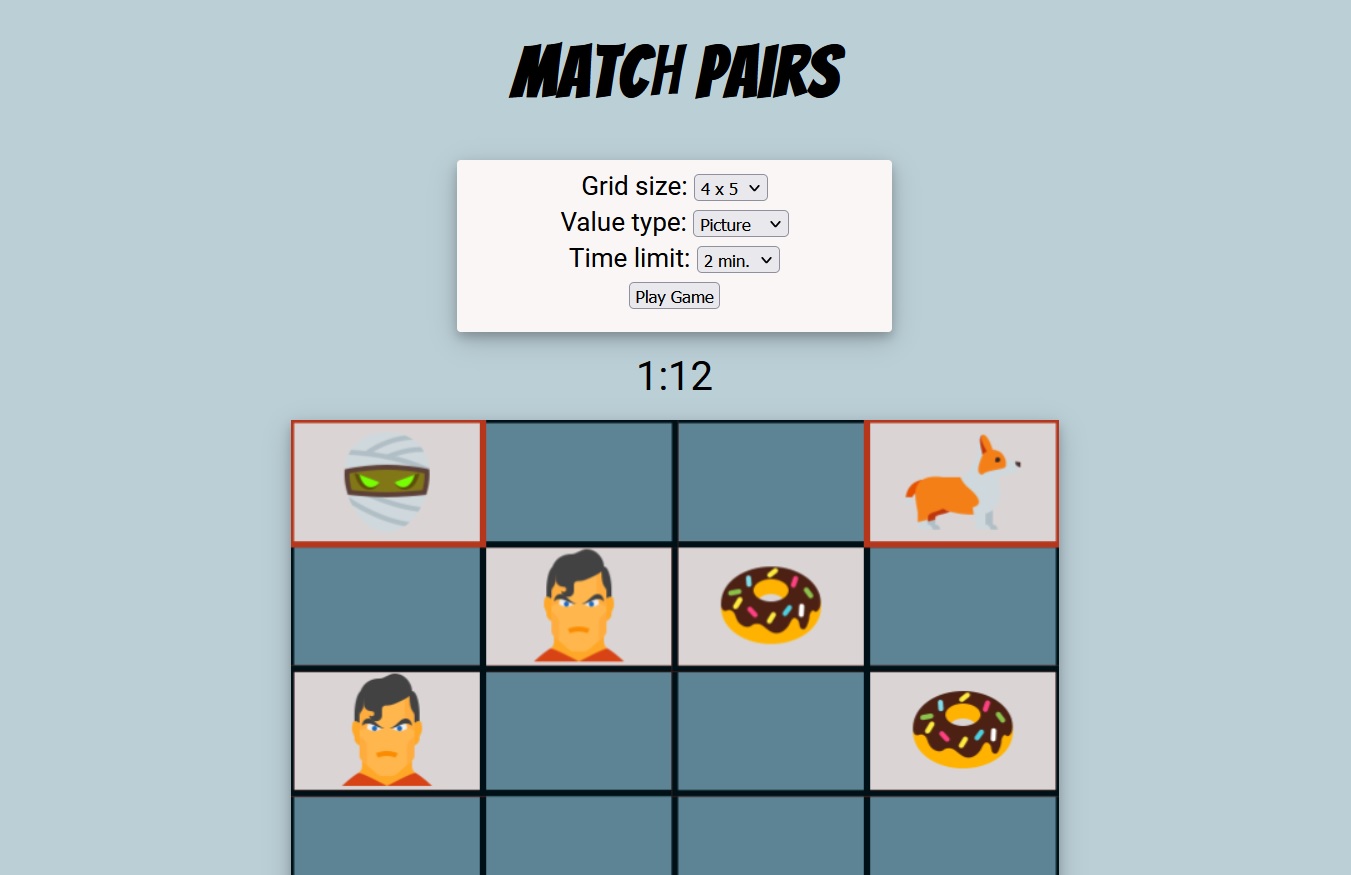 MATCH PAIRS
Grid size: 4 x 5
Value type: Picture
Time limit: 2 min.
Play Game
1:12